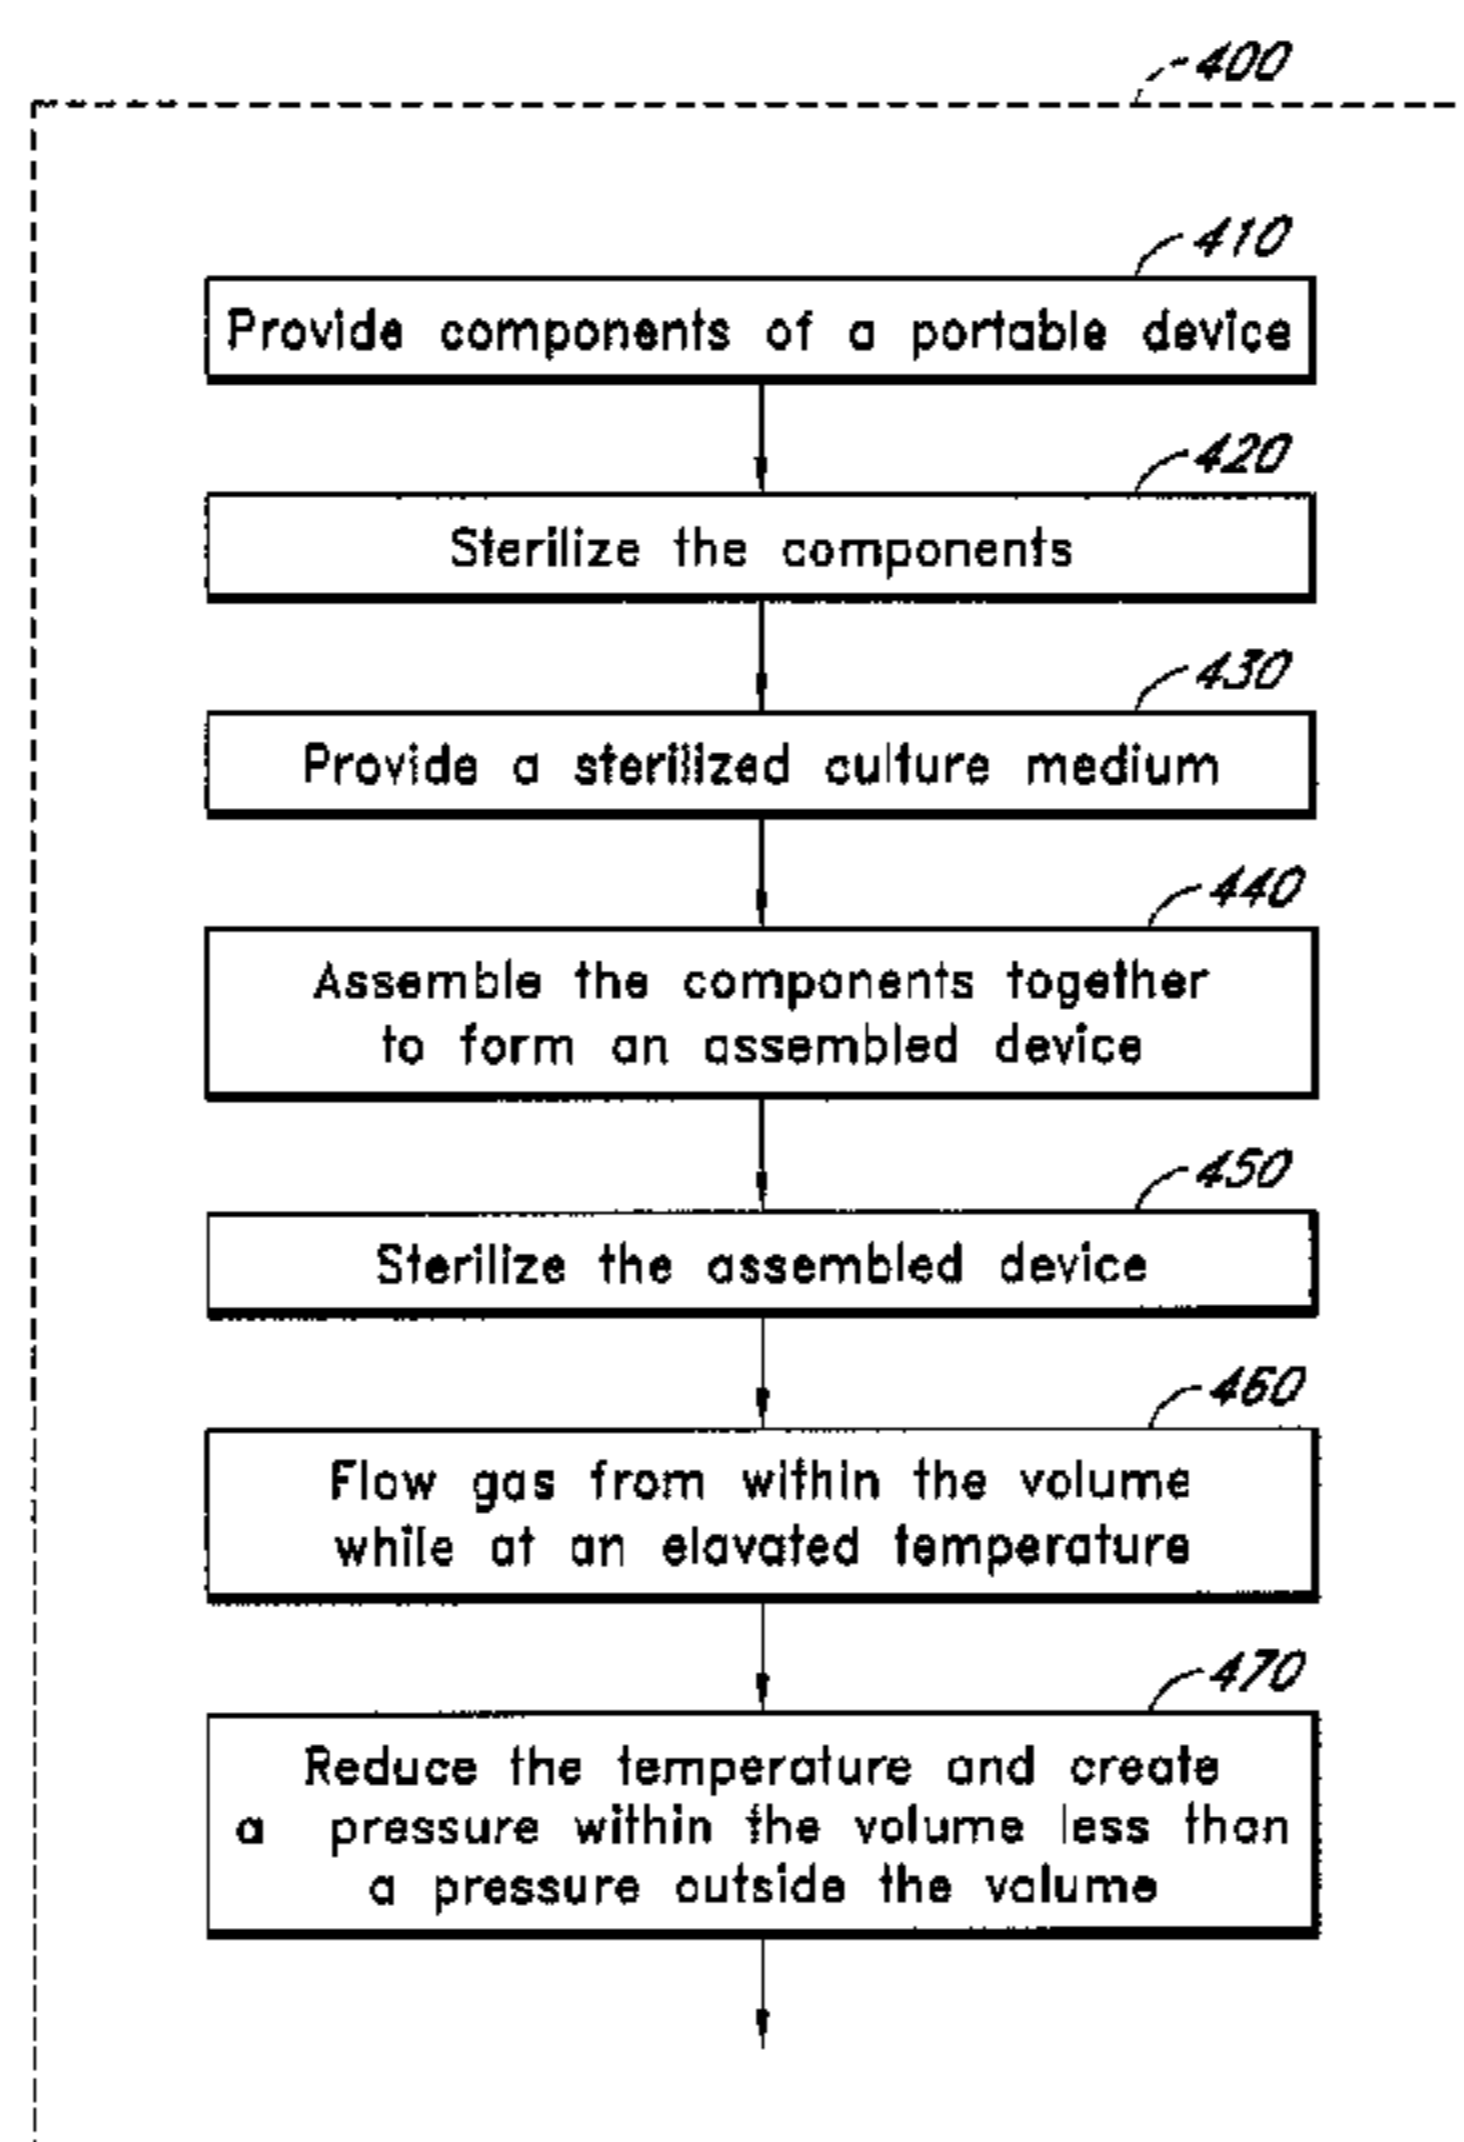 400
410
Provide components of a portable device
420
Sterilize the components
430
Provide a sterilized culture medium
440
Assemble the components together
to form an assembled device
450
Sterilize the assembled device
460
Flow gas from within the volume
while at an elavated temperature
470
Reduce the temperature and create
a pressure within the volume less than
a pressure outside the volume